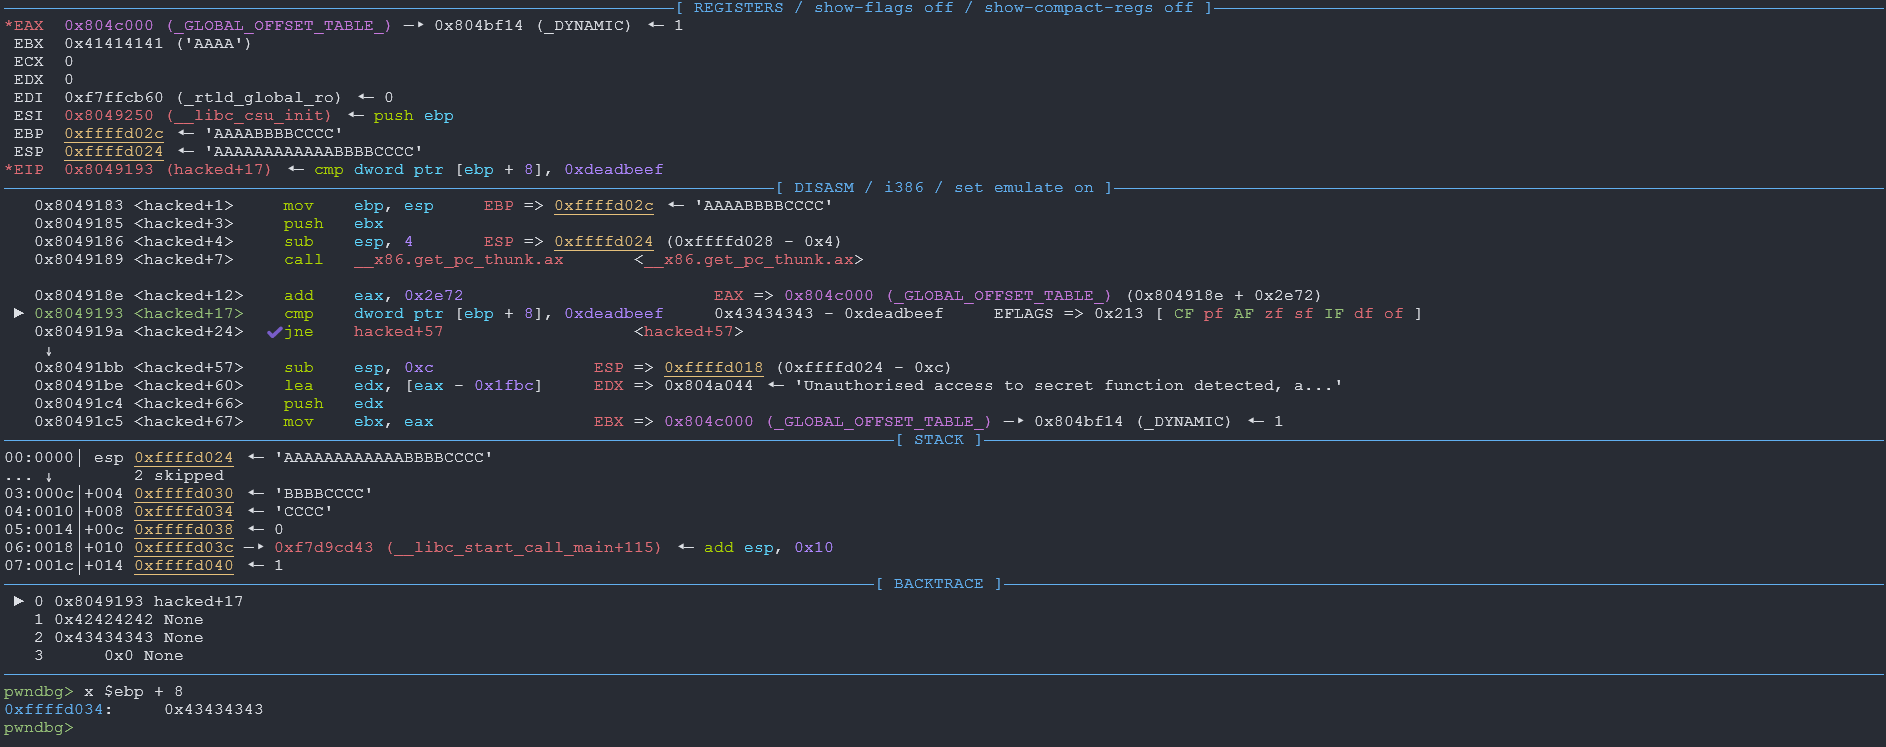 [ REGISTERS / show-flags off / show-compact-regs off ]
*EAX  0x804c000 (_GLOBAL_OFFSET_TABLE_) —▸ 0x804bf14 (_DYNAMIC) ◂— 1
 EBX  0x41414141 ('AAAA')
 ECX  0
 EDX  0
 EDI  0xf7ffcb60 (_rtld_global_ro) ◂— 0
 ESI  0x8049250 (__libc_csu_init) ◂— push ebp
 EBP  0xffffd02c ◂— 'AAAABBBBCCCC'
 ESP  0xffffd024 ◂— 'AAAAAAAAAAAABBBBCCCC'
*EIP  0x8049193 (hacked+17) ◂— cmp dword ptr [ebp + 8], 0xdeadbeef
[ DISASM / i386 / set emulate on ]
   0x8049183 <hacked+1>     mov    ebp, esp     EBP => 0xffffd02c ◂— 'AAAABBBBCCCC'
   0x8049185 <hacked+3>     push   ebx
   0x8049186 <hacked+4>     sub    esp, 4       ESP => 0xffffd024 (0xffffd028 - 0x4)
   0x8049189 <hacked+7>     call   __x86.get_pc_thunk.ax       <__x86.get_pc_thunk.ax>
   0x804918e <hacked+12>    add    eax, 0x2e72                         EAX => 0x804c000 (_GLOBAL_OFFSET_TABLE_) (0x804918e + 0x2e72)
 ► 0x8049193 <hacked+17>    cmp    dword ptr [ebp + 8], 0xdeadbeef     0x43434343 - 0xdeadbeef     EFLAGS => 0x213 [ CF pf AF zf sf IF df of ]
   0x804919a <hacked+24>  ✔ jne    hacked+57                   <hacked+57>
    ↓
   0x80491bb <hacked+57>    sub    esp, 0xc                ESP => 0xffffd018 (0xffffd024 - 0xc)
   0x80491be <hacked+60>    lea    edx, [eax - 0x1fbc]     EDX => 0x804a044 ◂— 'Unauthorised access to secret function detected, a...'
   0x80491c4 <hacked+66>    push   edx
   0x80491c5 <hacked+67>    mov    ebx, eax                EBX => 0x804c000 (_GLOBAL_OFFSET_TABLE_) —▸ 0x804bf14 (_DYNAMIC) ◂— 1
[ STACK ]
00:0000│ esp 0xffffd024 ◂— 'AAAAAAAAAAAABBBBCCCC'
... ↓        2 skipped
03:000c│+004 0xffffd030 ◂— 'BBBBCCCC'
04:0010│+008 0xffffd034 ◂— 'CCCC'
05:0014│+00c 0xffffd038 ◂— 0
06:0018│+010 0xffffd03c —▸ 0xf7d9cd43 (__libc_start_call_main+115) ◂— add esp, 0x10
07:001c│+014 0xffffd040 ◂— 1
[ BACKTRACE ]
 ► 0 0x8049193 hacked+17
   1 0x42424242 None
   2 0x43434343 None
   3      0x0 None
pwndbg> x $ebp + 8
0xffffd034:     0x43434343
pwndbg>